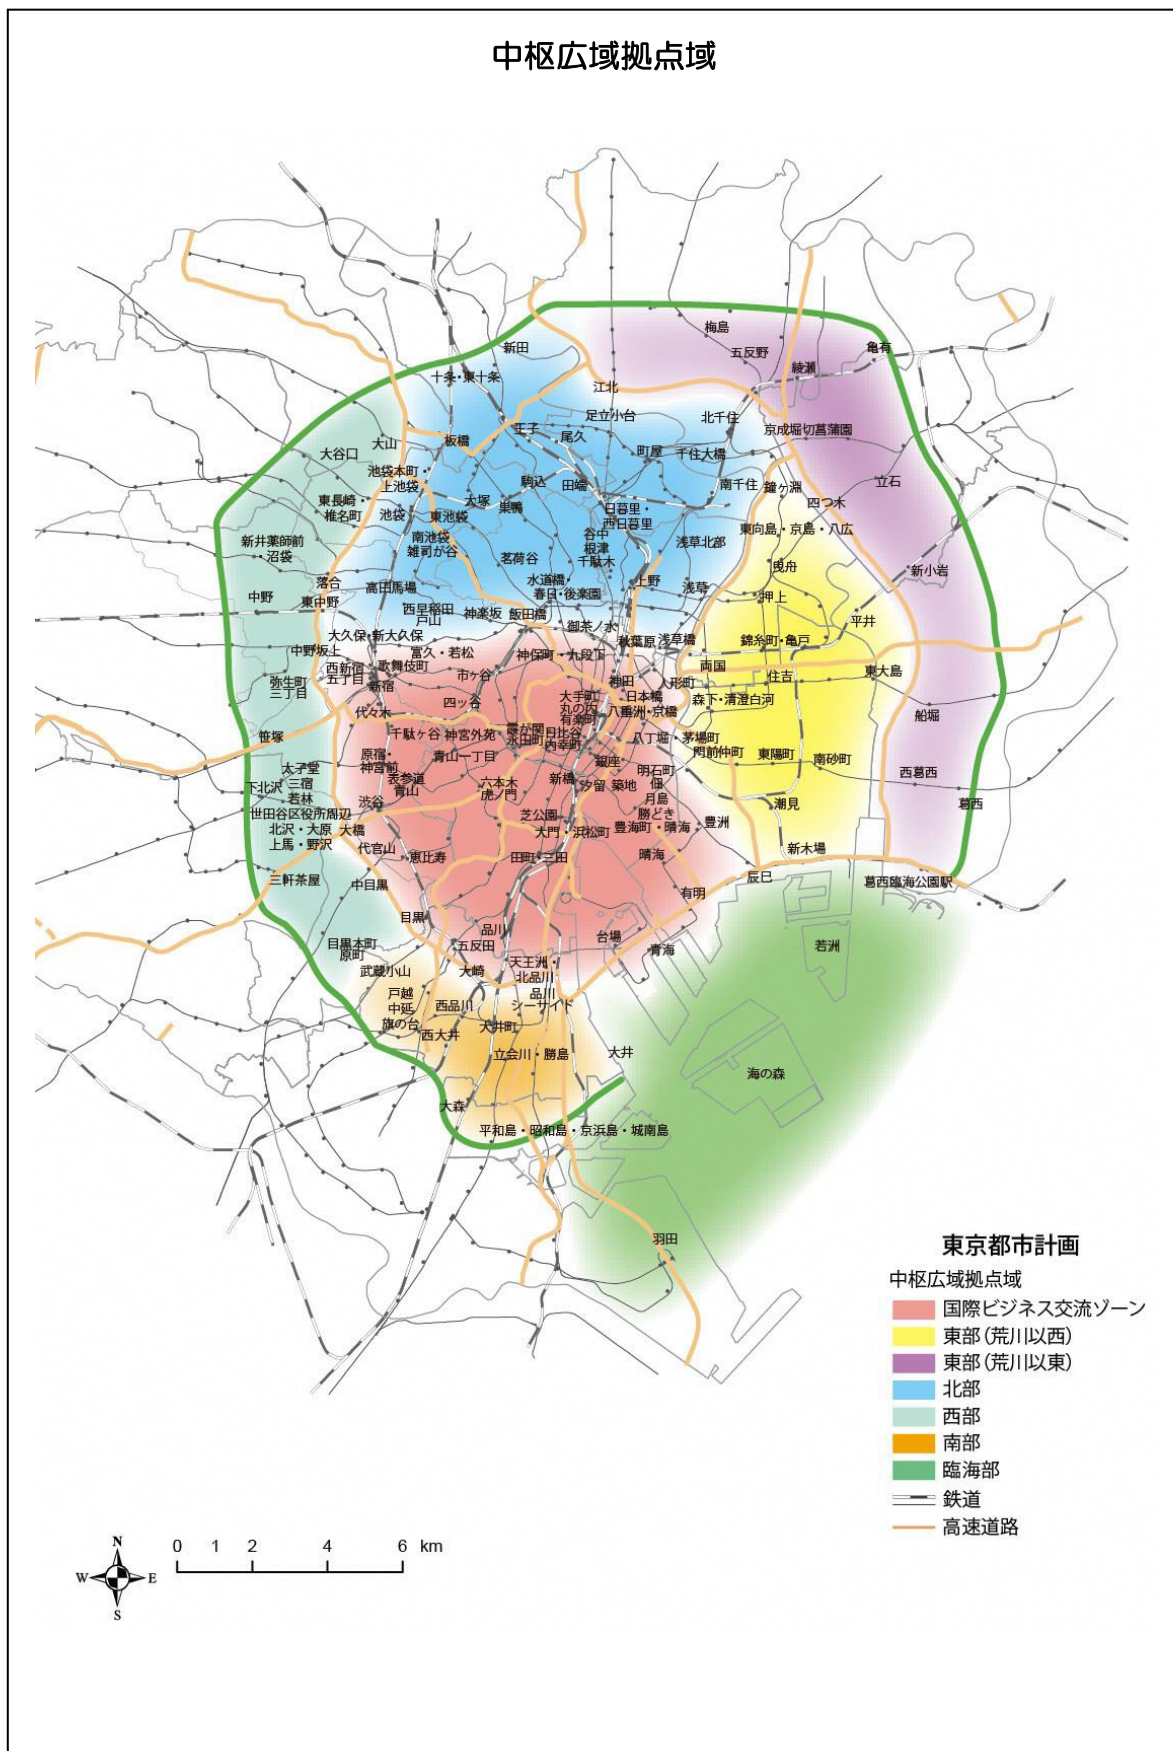 中枢広域拠点域
梅島
新田
五反野
亀有
綾瀬
十条・東十条
江北
足立小台
北千住
王子
尾久
京成堀切菖蒲園
大山
板橋
大谷口
町屋
千住大橋
池袋本町・
上池袋
駒込
田端
南千住
鐘ヶ淵
立石
東長崎・
椎名町
大塚
巣鴨
四つ木
池袋
東池袋
日暮里・
西日暮里
東向島・京島・八広
新井薬師前
・沼袋
南池袋
雑司が谷
谷中
根津
千駄木
浅草北部
茗荷谷
曳舟
新小岩
落合
高田馬場
水道橋・
春日・後楽園
上野
浅草
中野
東中野
押上
西早稲田
戸山
神楽坂
飯田橋
平井
御茶ノ水
大久保・新大久保
秋葉原
浅草橋
錦糸町・亀戸
中野坂上
富久・若松
神保町・九段下
西新宿
五丁目
歌舞伎町
両国
東大島
弥生町
三丁目
新宿
市ヶ谷
神田
人形町
住吉
四ッ谷
大手町
丸の内
有楽町
日本橋
八重洲・京橋
森下・清澄白河
代々木
船堀
千駄ヶ谷
神宮外苑
霞が関
永田町
日比谷
内幸町
八丁堀・茅場町
笹塚
原宿・
神宮前
青山一丁目
門前仲町
東陽町
南砂町
銀座
太子堂
三宿
若林
下北沢
表参道
青山
六本木
虎ノ門
新橋
汐留
築地
明石町
佃
月島
勝どき
豊海町・晴海
西葛西
葛西
渋谷
潮見
世田谷区役所周辺
北沢・大原
上馬・野沢
大橋
芝公園
大門・浜松町
豊洲
代官山
恵比寿
田町・三田
晴海
新木場
三軒茶屋
中目黒
辰巳
葛西臨海公園駅
有明
目黒
品川
台場
青海
若洲
目黒本町
原町
五反田
武蔵小山
大崎
天王洲・
北品川
戸越
中延
旗の台
西品川
品川
シーサイド
西大井
大井町
立会川・勝島
大井
海の森
大森
平和島・昭和島・京浜島・城南島
羽田
東京都市計画
中枢広域拠点域
国際ビジネス交流ゾーン
東部（荒川以西）
東部（荒川以東）
北部
西部
南部
臨海部
鉄道
高速道路
N
W
E
S
0 1 2 4 6 km